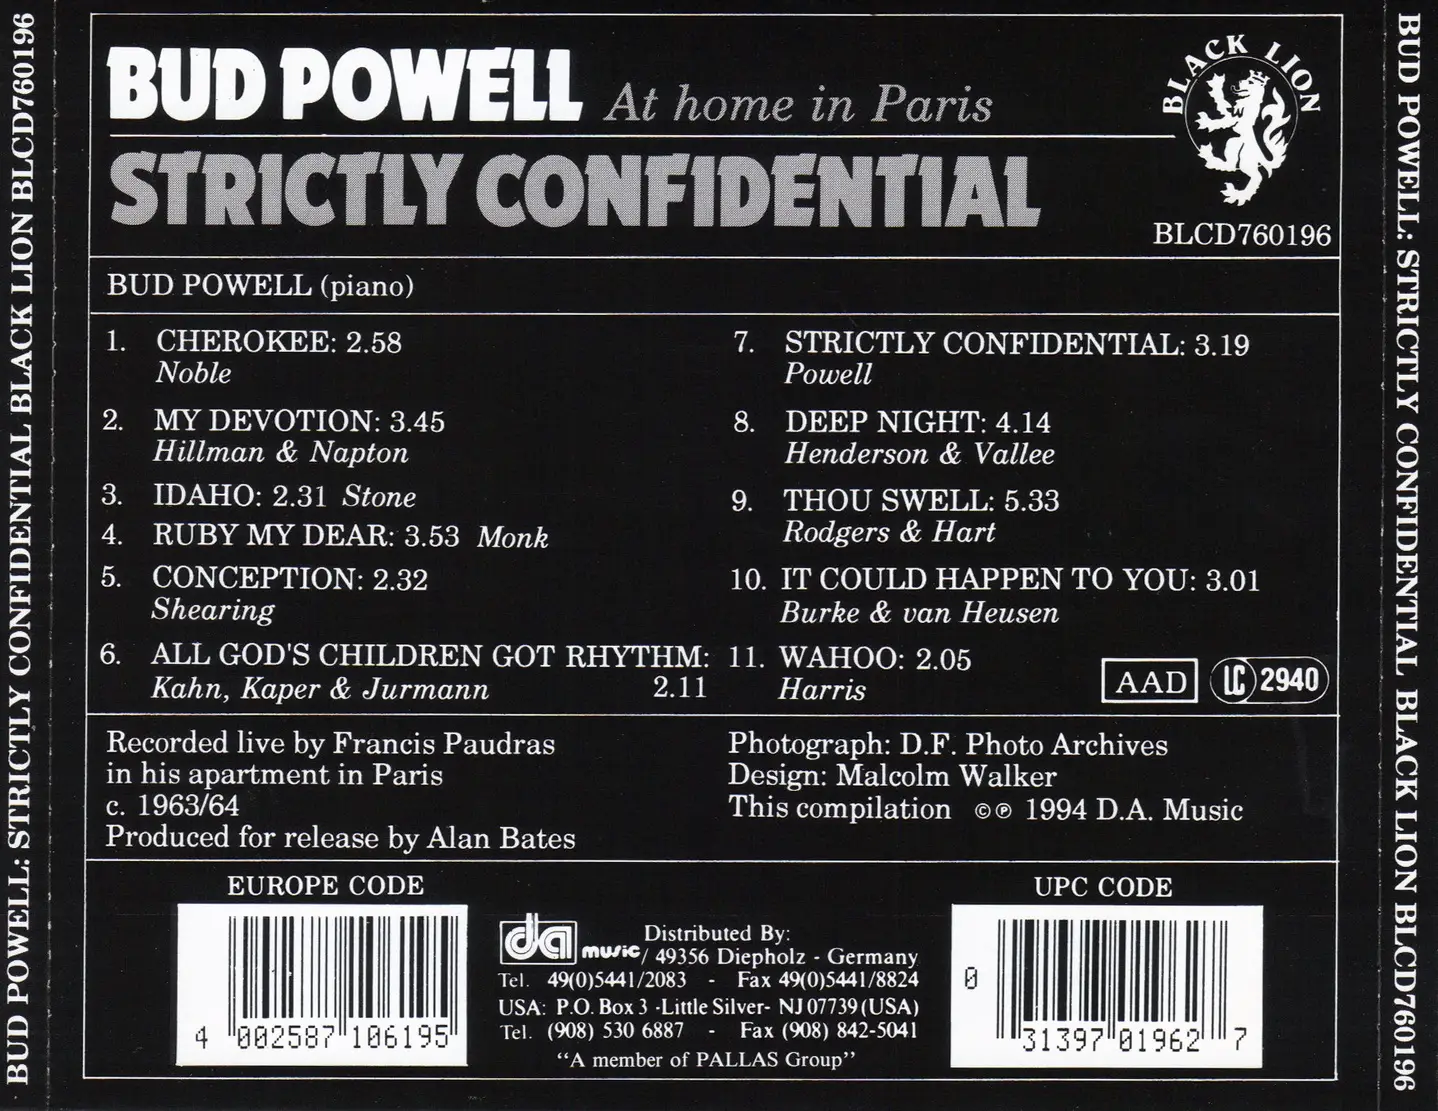 BUD POWELL: STRICTLY CONFIDENTIAL BLACK LION BLCD760196
BUD POWELL At home in Paris
BLACK LION
STRICTLY CONFIDENTIAL
BLCD760196
BUD POWELL (piano)
1. CHEROKEE: 2.58
Noble
2. MY DEVOTION: 3.45
Hillman & Napton
3. IDAHO: 2.31 Stone
4. RUBY MY DEAR: 3.53 Monk
5. CONCEPTION: 2.32
Shearing
6. ALL GOD'S CHILDREN GOT RHYTHM:
Kahn, Kaper & Jurmann 2.11
7. STRICTLY CONFIDENTIAL: 3.19
Powell
8. DEEP NIGHT: 4.14
Henderson & Vallee
9. THOU SWELL: 5.33
Rodgers & Hart
10. IT COULD HAPPEN TO YOU: 3.01
Burke & van Heusen
11. WAHOO: 2.05
Harris
AAD LC 2940
Recorded live by Francis Paudras
in his apartment in Paris
c. 1963/64
Produced for release by Alan Bates
Photograph: D.F. Photo Archives
Design: Malcolm Walker
This compilation ©℗ 1994 D.A. Music
EUROPE CODE
4 002587 106195
da music / Distributed By:
49356 Diepholz - Germany
Tel. 49(0)5441/2083 - Fax 49(0)5441/8824
USA: P.O. Box 3 -Little Silver- NJ 07739 (USA)
Tel. (908) 530 6887 - Fax (908) 842-5041
"A member of PALLAS Group"
UPC CODE
0 31397 01962 7
BUD POWELL: STRICTLY CONFIDENTIAL BLACK LION BLCD760196